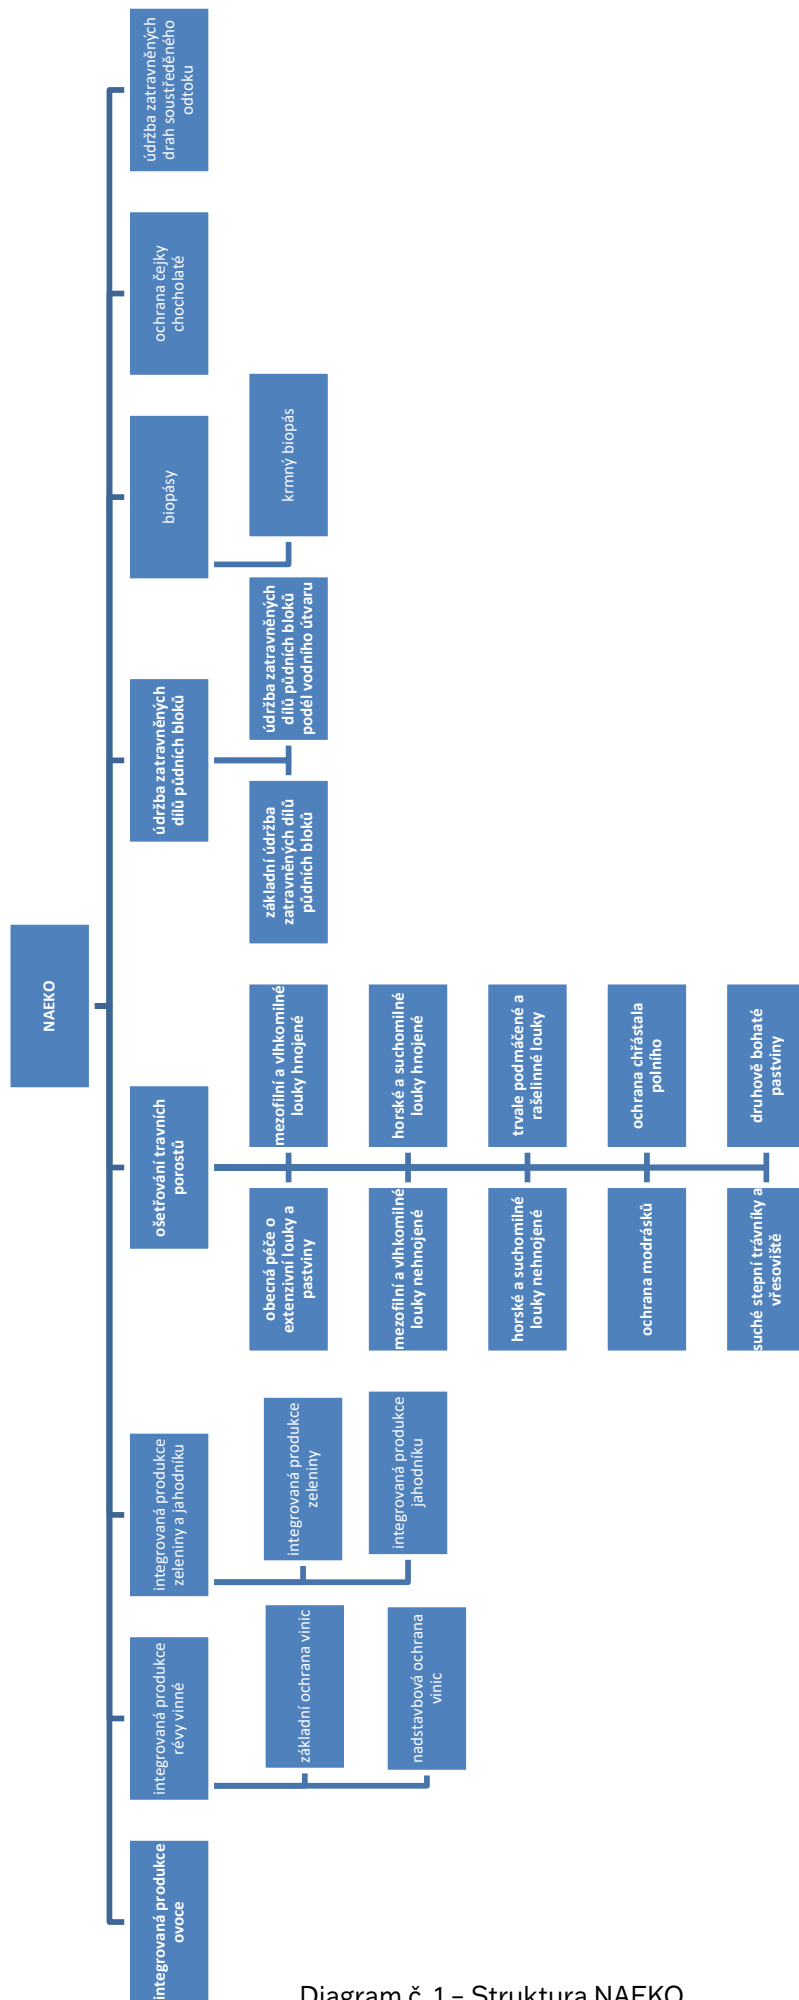 NAEKO
integrovaná produkce
ovoce
integrovaná produkce
révy vinné
základní ochrana vinic
nadstavbová ochrana
vinic
integrovaná produkce
zeleniny a jahodníku
integrovaná produkce
zeleniny
integrovaná produkce
jahodníku
ošetřování travních
porostů
obecná péče o
extenzivní louky a
pastviny
mezofilní a vlhkomilné
louky hnojené
mezofilní a vlhkomilné
louky nehnojené
horské a suchomilné
louky hnojené
horské a suchomilné
louky nehnojené
trvale podmáčené a
rašelinné louky
ochrana modrásků
ochrana chřástala
polního
suché stepní trávníky a
vřesoviště
druhově bohaté
pastviny
údržba zatravněných
dílů půdních bloků
základní údržba
zatravněných dílů
půdních bloků
údržba zatravněných
dílů půdních bloků
podél vodního útvaru
biopásy
krmný biopás
ochrana čejky
chocholaté
údržba zatravněných
drah soustředěného
odtoku
Diagram č. 1 – Struktura NAEKO